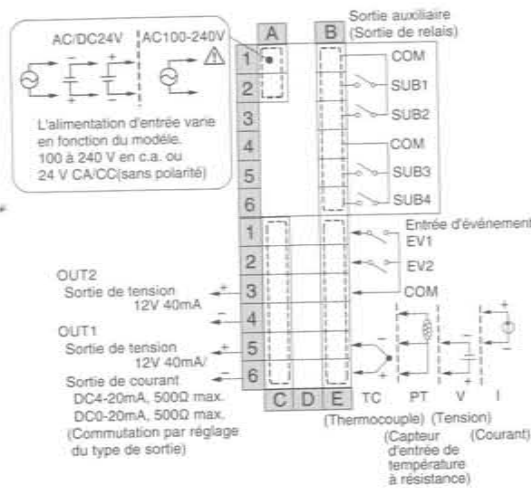 AC/DC24V
AC100-240V
L'alimentation d'entrée varie
en fonction du modéle.
100 à 240 V en c.a. ou
24 V CA/CC(sans polarité)
A
B
Sortie auxiliaire
(Sortie de relais)
1
2
3
4
5
6
COM
SUB1
SUB2
COM
SUB3
SUB4
1
2
3
4
5
6
Entrée d'événement
EV1
EV2
COM
OUT2
Sortie de tension
12V 40mA
+
−
OUT1
Sortie de tension
12V 40mA/
Sortie de courant
DC4-20mA, 500Ω max.
DC0-20mA, 500Ω max.
(Commutation par réglage
du type de sortie)
+
−
C D E
TC PT V I
(Thermocouple) (Tension)
(Capteur
d'entrée de
température
à résistance)
(Courant)